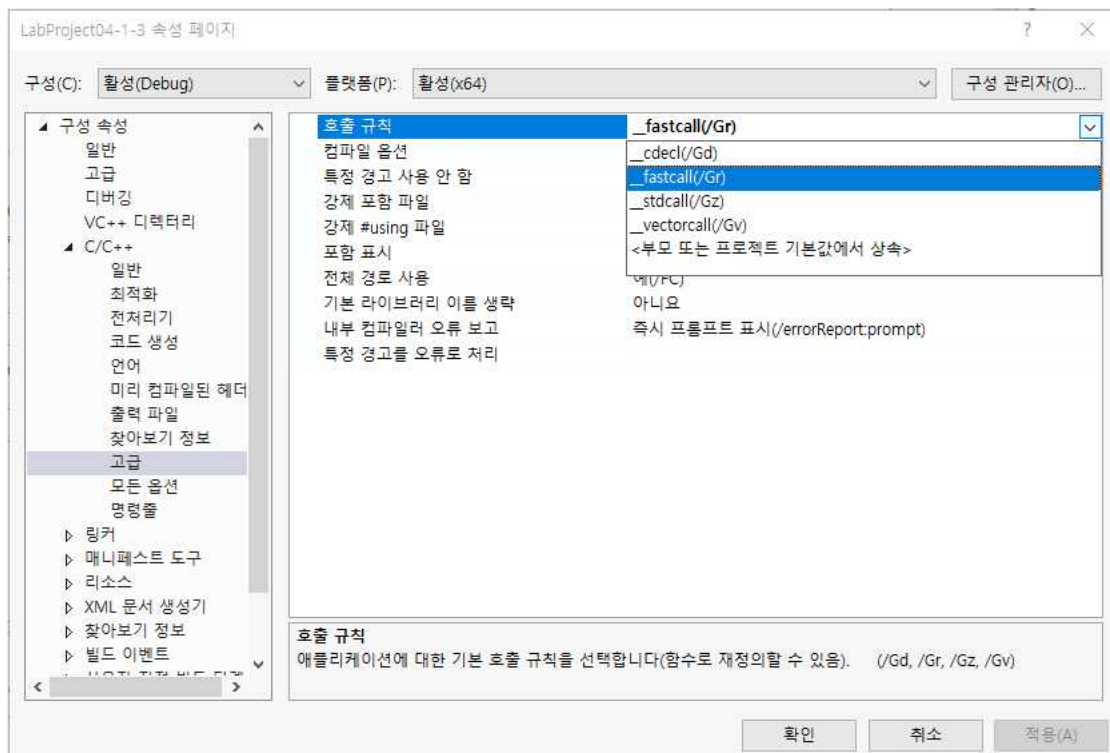 LabProject04-1-3 속성 페이지 ? ×
구성(C): 활성(Debug) 플랫폼(P): 활성(x64) 구성 관리자(O)...
구성 속성
일반
고급
디버깅
VC++ 디렉터리
C/C++
일반
최적화
전처리기
코드 생성
언어
미리 컴파일된 헤더
출력 파일
찾아보기 정보
고급
모든 옵션
명령줄
링커
매니페스트 도구
리소스
XML 문서 생성기
찾아보기 정보
빌드 이벤트
호출 규칙 __fastcall(/Gr)
컴파일 옵션
특정 경고 사용 안 함
강제 포함 파일
강제 #using 파일
포함 표시
전체 경로 사용 예(/FC)
기본 라이브러리 이름 생략 아니요
내부 컴파일러 오류 보고 즉시 프롬프트 표시(/errorReport:prompt)
특정 경고를 오류로 처리
__cdecl(/Gd)
__fastcall(/Gr)
__stdcall(/Gz)
__vectorcall(/Gv)
<부모 또는 프로젝트 기본값에서 상속>
호출 규칙
애플리케이션에 대한 기본 호출 규칙을 선택합니다(함수로 재정의할 수 있음). (/Gd, /Gr, /Gz, /Gv)
확인 취소 적용(A)